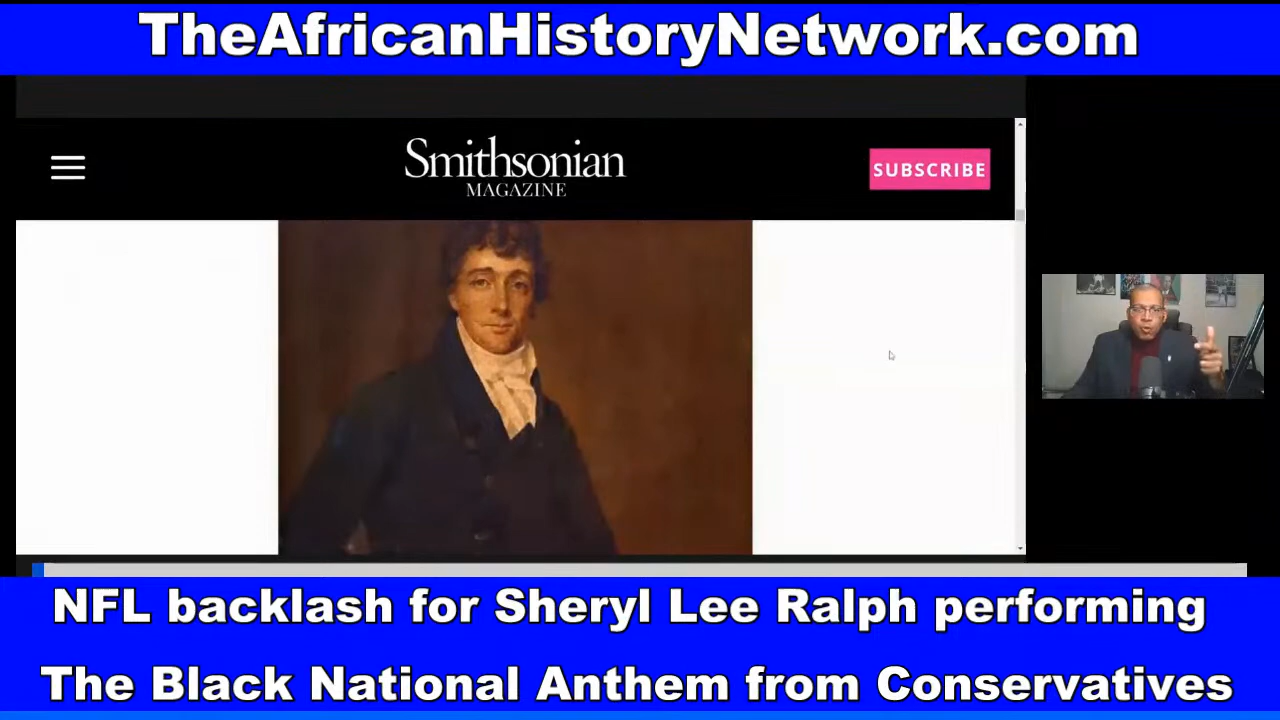 TheAfricanHistoryNetwork.com
Smithsonian
MAGAZINE
SUBSCRIBE
NFL backlash for Sheryl Lee Ralph performing
The Black National Anthem from Conservatives